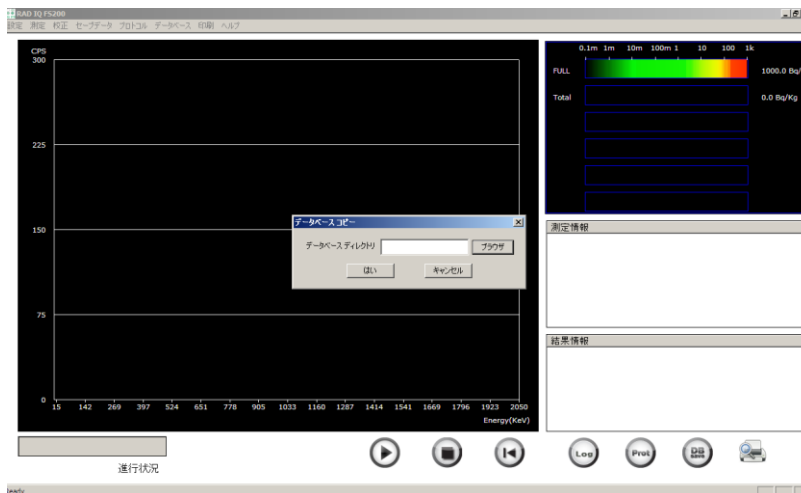 RAD IQ FS200
設定 測定 校正 セーブデータ プロトコル データベース 印刷 ヘルプ
CPS
300
225
150
75
0
15 142 269 397 524 651 778 905 1033 1160 1287 1414 1541 1669 1796 1923 2050
Energy(KeV)
0.1m 1m 10m 100m 1 10 100 1k
FULL 1000.0 Bq/
Total 0.0 Bq/Kg
データベース コピー
データベース ディレクトリ ブラウザ
はい キャンセル
測定情報
結果情報
進行状況
Log Prot DB
Ready